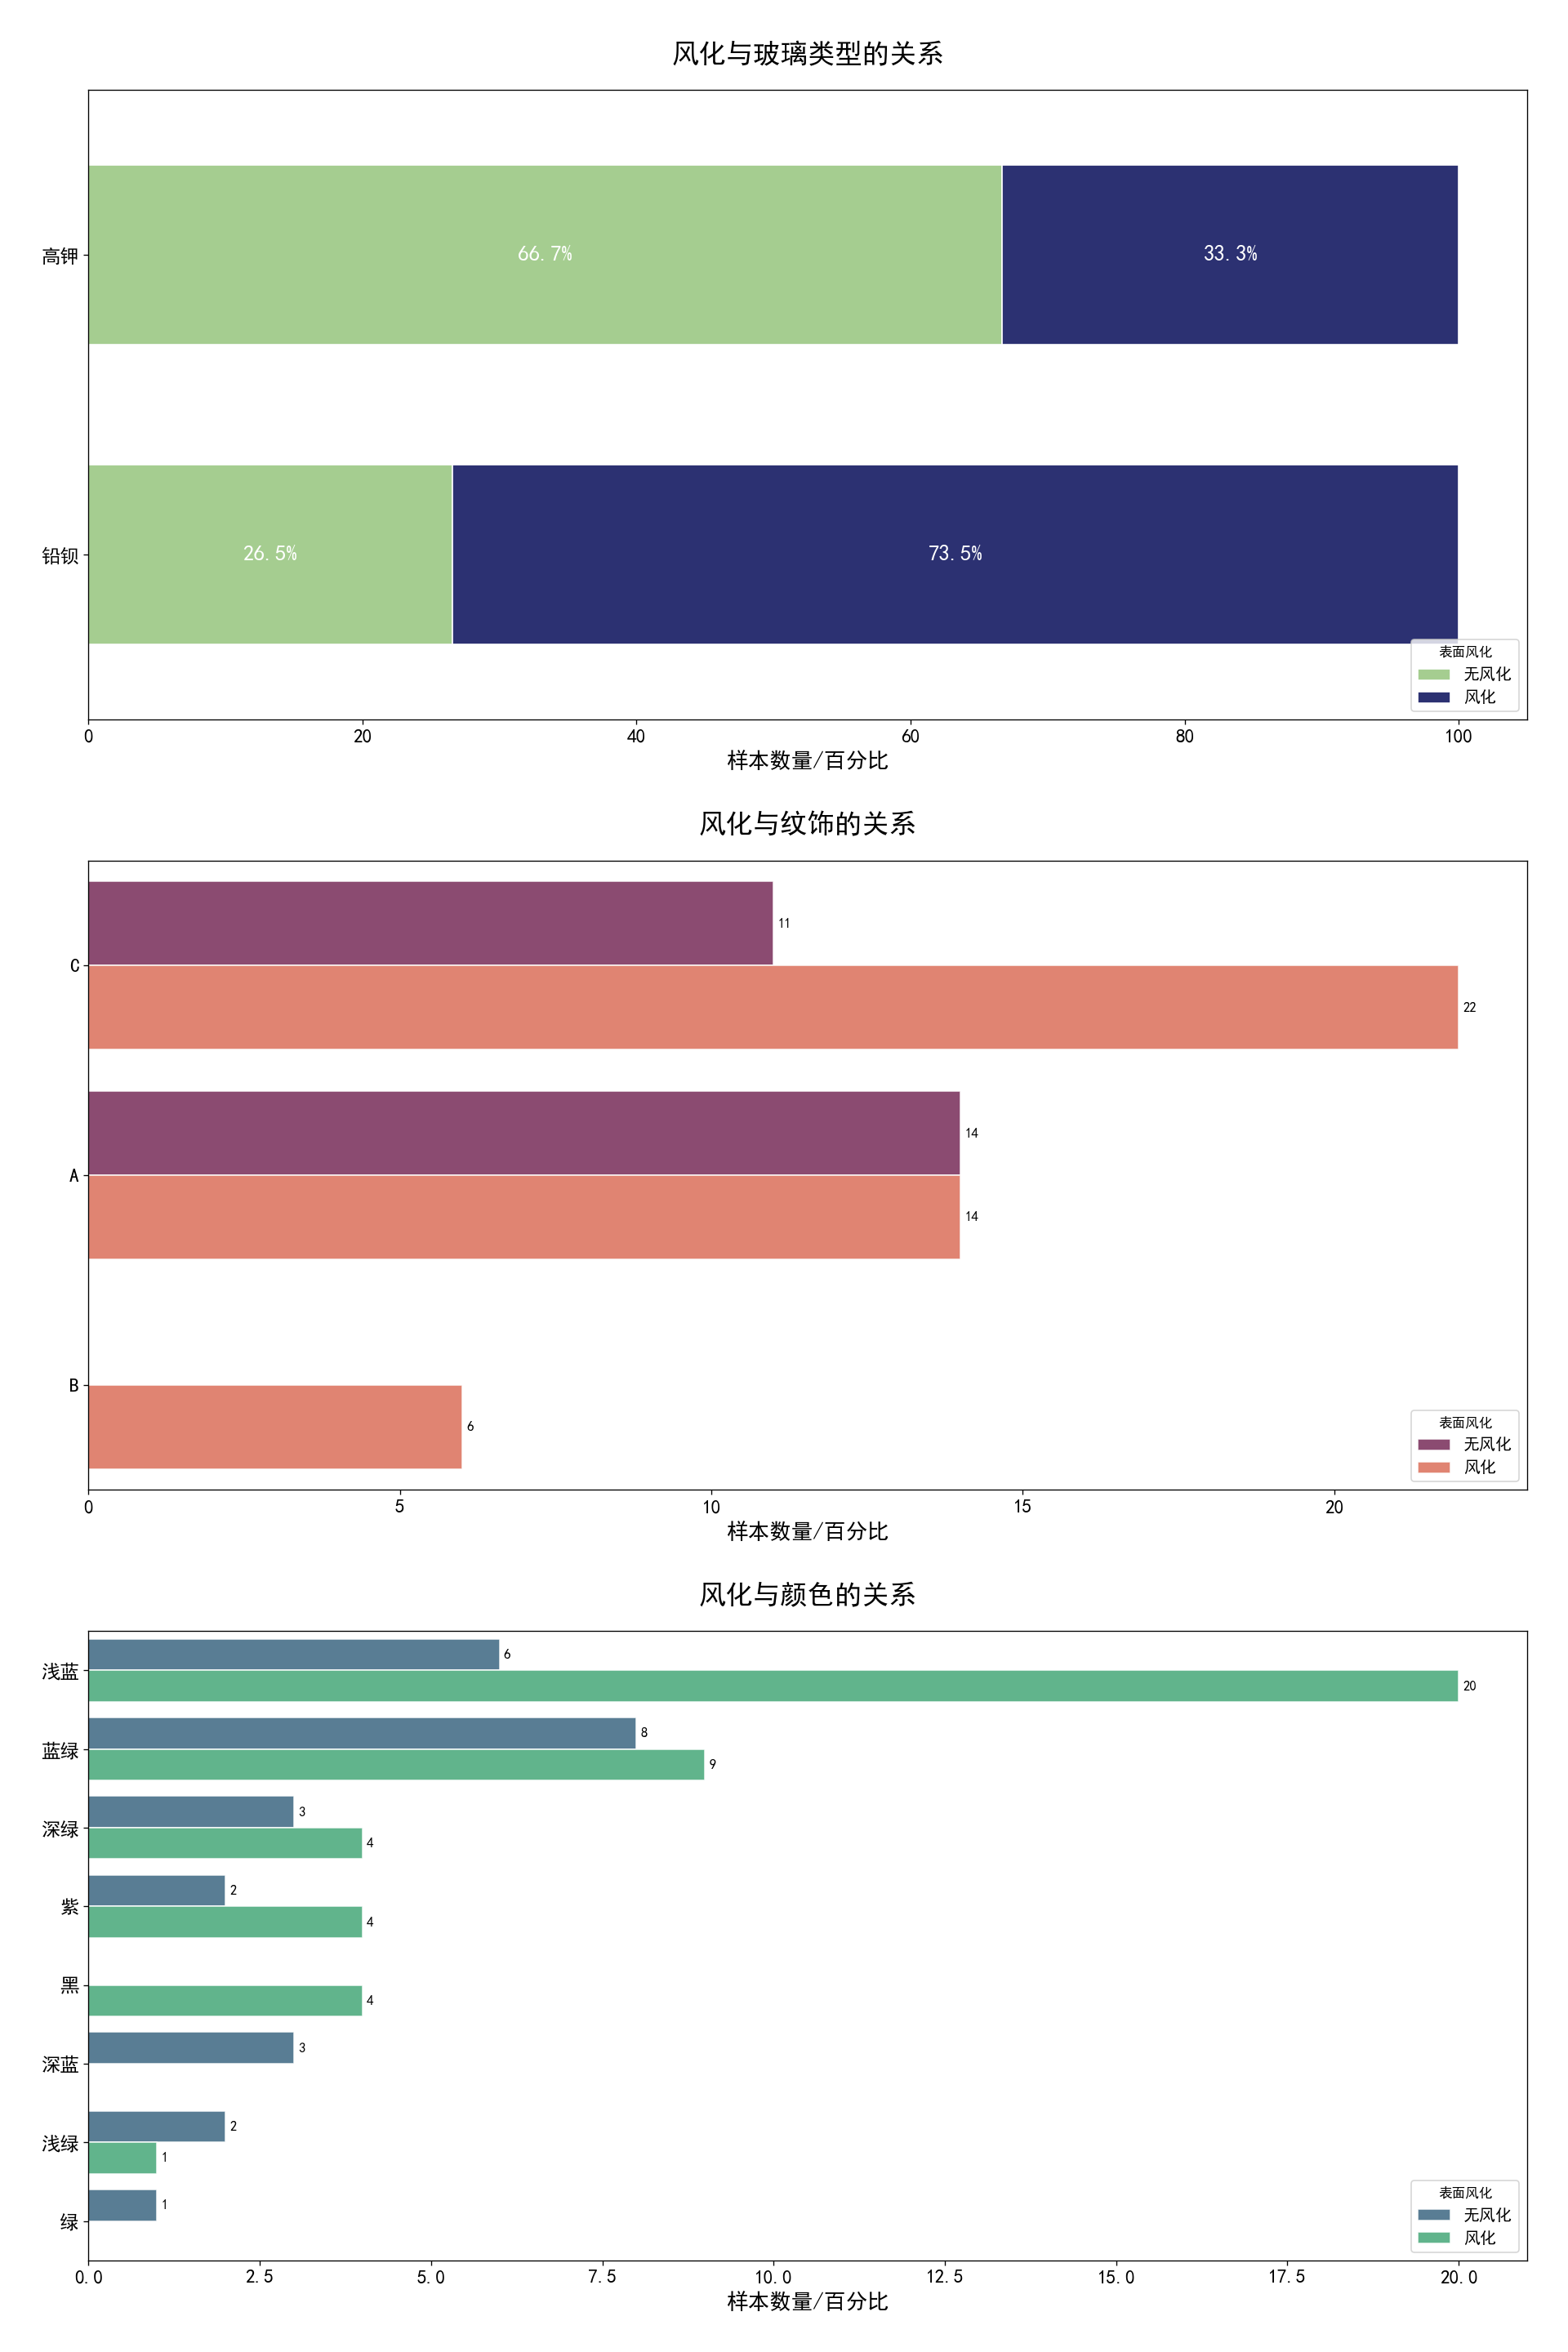 风化与玻璃类型的关系
高钾
66.7%
33.3%
铅钡
26.5%
73.5%
表面风化
无风化
风化
0 20 40 60 80 100
样本数量/百分比
风化与纹饰的关系
11
C
22
14
A
14
B
6
表面风化
无风化
风化
0 5 10 15 20
样本数量/百分比
风化与颜色的关系
6
浅蓝
20
8
蓝绿
9
3
深绿
4
2
紫
4
黑
4
3
深蓝
2
浅绿
1
1
绿
表面风化
无风化
风化
0.0 2.5 5.0 7.5 10.0 12.5 15.0 17.5 20.0
样本数量/百分比